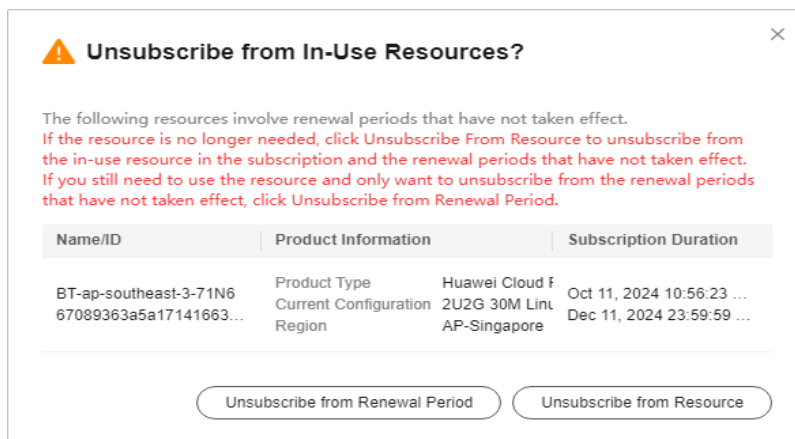 Unsubscribe from In-Use Resources?
The following resources involve renewal periods that have not taken effect.
If the resource is no longer needed, click Unsubscribe From Resource to unsubscribe from
the in-use resource in the subscription and the renewal periods that have not taken effect.
If you still need to use the resource and only want to unsubscribe from the renewal periods
that have not taken effect, click Unsubscribe from Renewal Period.
Name/ID Product Information Subscription Duration
BT-ap-southeast-3-71N6
67089363a5a17141663...
Product Type Huawei Cloud
Current Configuration 2U2G 30M
Region AP-Singapore
Oct 11, 2024 10:56:23 ...
Dec 11, 2024 23:59:59 ...
Unsubscribe from Renewal Period Unsubscribe from Resource